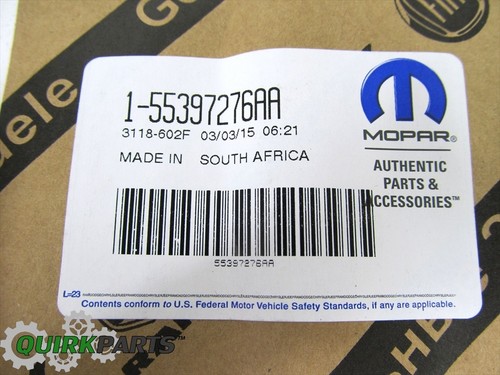 1-55397276AA
3118-602F 03/03/15 06:21
MADE IN SOUTH AFRICA
55397276AA
MOPAR®
AUTHENTIC
PARTS &
ACCESSORIES™
L=23
Contents conform to U.S. Federal Motor Vehicle Safety Standards, if any are applicable.
QUIRKPARTS™